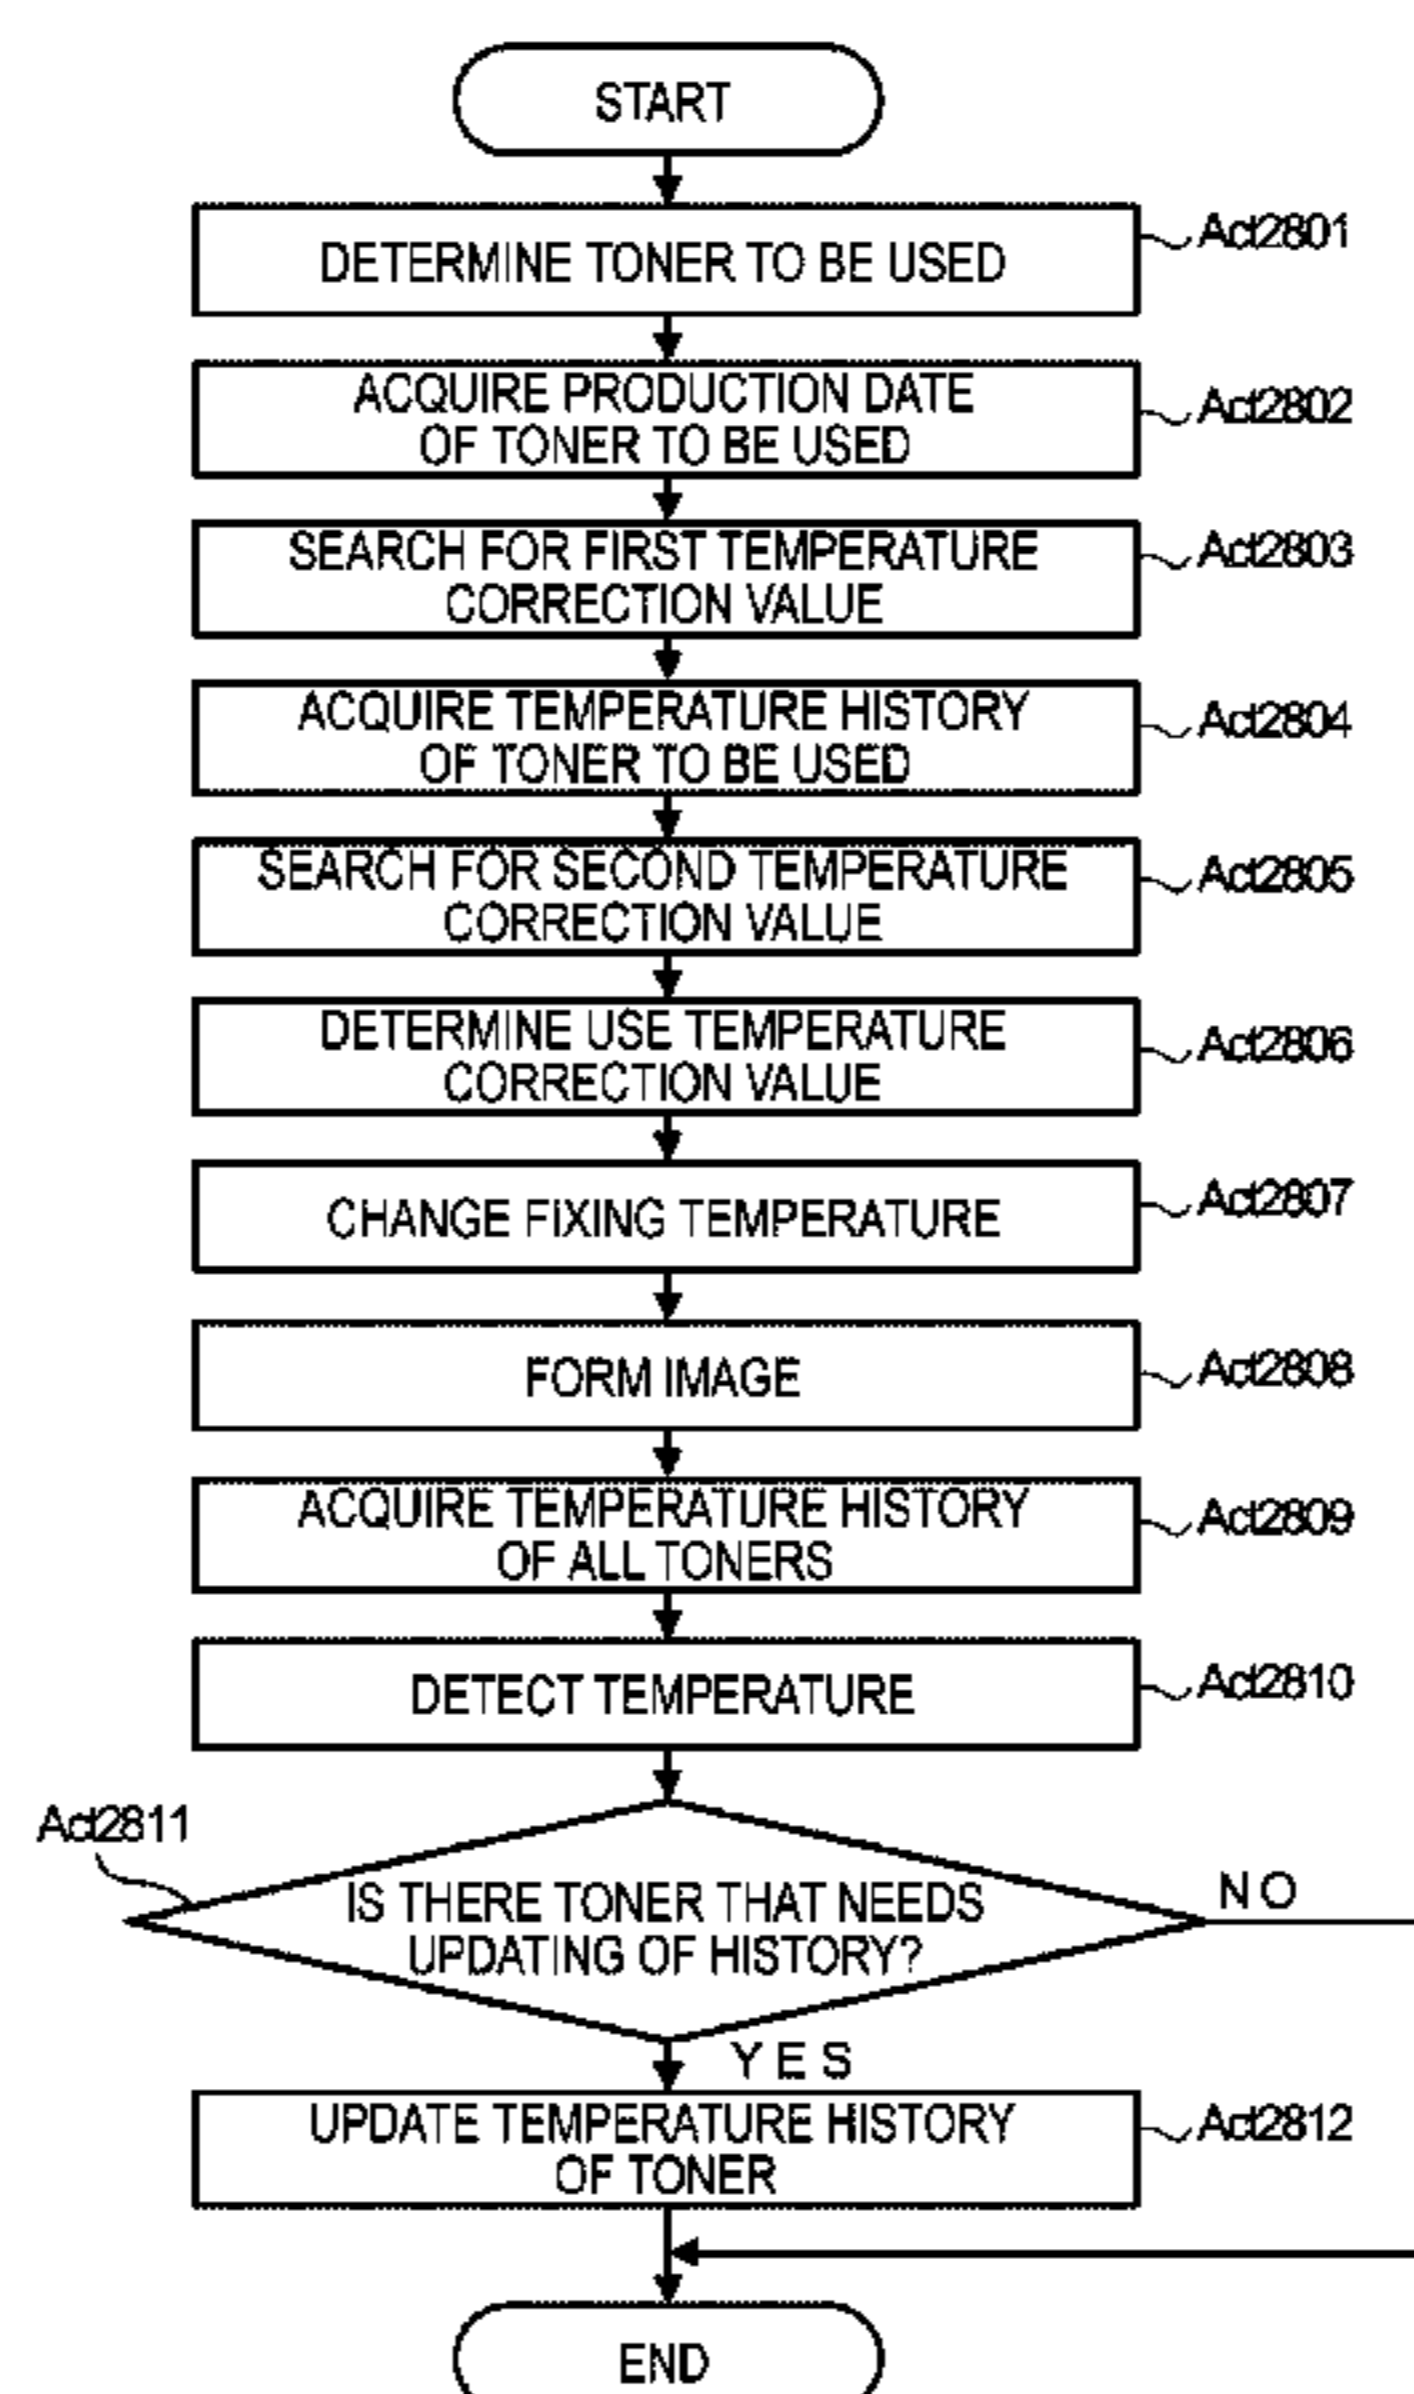 START
DETERMINE TONER TO BE USED
Act2801
ACQUIRE PRODUCTION DATE
OF TONER TO BE USED
Act2802
SEARCH FOR FIRST TEMPERATURE
CORRECTION VALUE
Act2803
ACQUIRE TEMPERATURE HISTORY
OF TONER TO BE USED
Act2804
SEARCH FOR SECOND TEMPERATURE
CORRECTION VALUE
Act2805
DETERMINE USE TEMPERATURE
CORRECTION VALUE
Act2806
CHANGE FIXING TEMPERATURE
Act2807
FORM IMAGE
Act2808
ACQUIRE TEMPERATURE HISTORY
OF ALL TONERS
Act2809
DETECT TEMPERATURE
Act2810
Act2811
IS THERE TONER THAT NEEDS
UPDATING OF HISTORY?
NO
YES
UPDATE TEMPERATURE HISTORY
OF TONER
Act2812
END